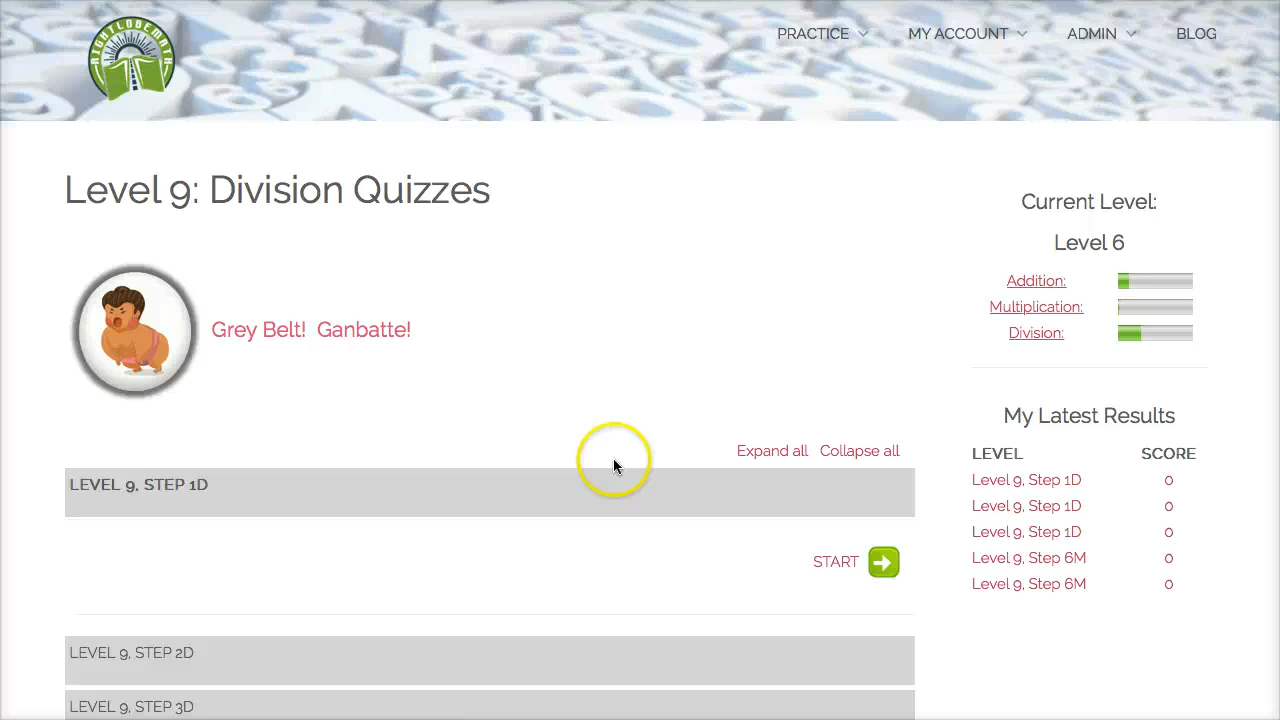 RIGHTLOBEMATH
PRACTICE MY ACCOUNT ADMIN BLOG
Level 9: Division Quizzes
Grey Belt! Ganbatte!
Expand all Collapse all
LEVEL 9, STEP 1D
START
LEVEL 9, STEP 2D
LEVEL 9, STEP 3D
Current Level:
Level 6
Addition:
Multiplication:
Division:
My Latest Results
LEVEL SCORE
Level 9, Step 1D 0
Level 9, Step 1D 0
Level 9, Step 1D 0
Level 9, Step 6M 0
Level 9, Step 6M 0